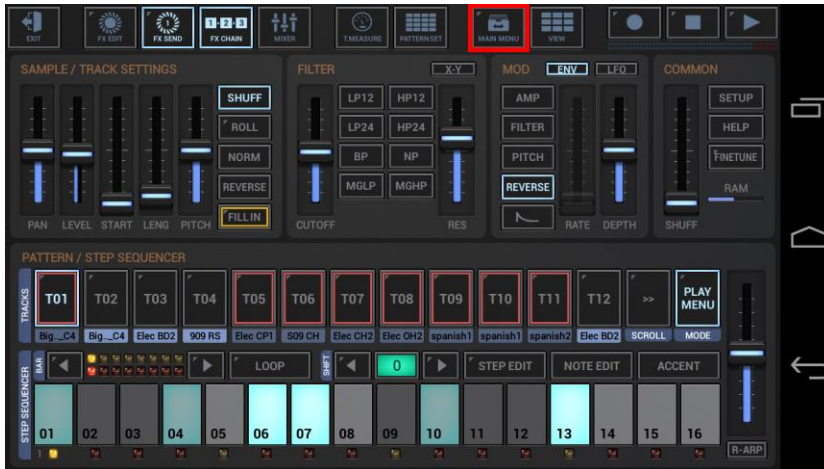 EXIT FX EDIT FX SEND 1-2-3 FX CHAIN MIXER T.MEASURE PATTERN SET MAIN MENU VIEW
SAMPLE / TRACK SETTINGS FILTER X-Y MOD ENV LFO COMMON
SHUFF LP12 HP12 AMP SETUP
ROLL LP24 HP24 FILTER HELP
NORM BP NP PITCH FINETUNE
REVERSE MGLP MGHP REVERSE RAM
FILL IN
PAN LEVEL START LENG PITCH CUTOFF RES RATE DEPTH SHUFF
PATTERN / STEP SEQUENCER
TRACKS T01 T02 T03 T04 T05 T06 T07 T08 T09 T10 T11 T12 >> PLAY MENU
Big.._C4 Big.._C4 Elec BD2 909 RS Elec CP1 S09 CH Elec CH2 Elec OH2 spanish1 spanish1 spanish2 Elec BD2 SCROLL MODE
BAR LOOP SHIFT 0 STEP EDIT NOTE EDIT ACCENT
STEP SEQUENCER 01 02 03 04 05 06 07 08 09 10 11 12 13 14 15 16
1 R-ARP